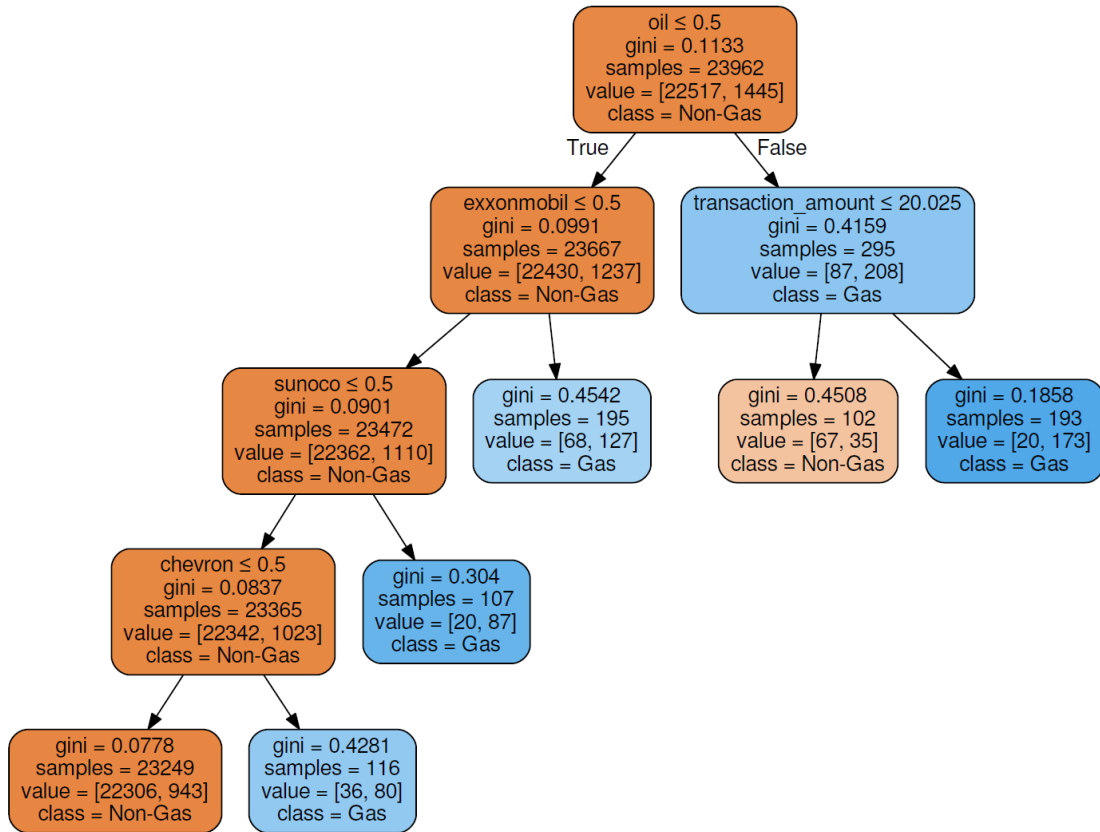 oil ≤ 0.5
gini = 0.1133
samples = 23962
value = [22517, 1445]
class = Non-Gas
True
False
exxonmobil ≤ 0.5
gini = 0.0991
samples = 23667
value = [22430, 1237]
class = Non-Gas
transaction_amount ≤ 20.025
gini = 0.4159
samples = 295
value = [87, 208]
class = Gas
sunoco ≤ 0.5
gini = 0.0901
samples = 23472
value = [22362, 1110]
class = Non-Gas
gini = 0.4542
samples = 195
value = [68, 127]
class = Gas
gini = 0.4508
samples = 102
value = [67, 35]
class = Non-Gas
gini = 0.1858
samples = 193
value = [20, 173]
class = Gas
chevron ≤ 0.5
gini = 0.0837
samples = 23365
value = [22342, 1023]
class = Non-Gas
gini = 0.304
samples = 107
value = [20, 87]
class = Gas
gini = 0.0778
samples = 23249
value = [22306, 943]
class = Non-Gas
gini = 0.4281
samples = 116
value = [36, 80]
class = Gas